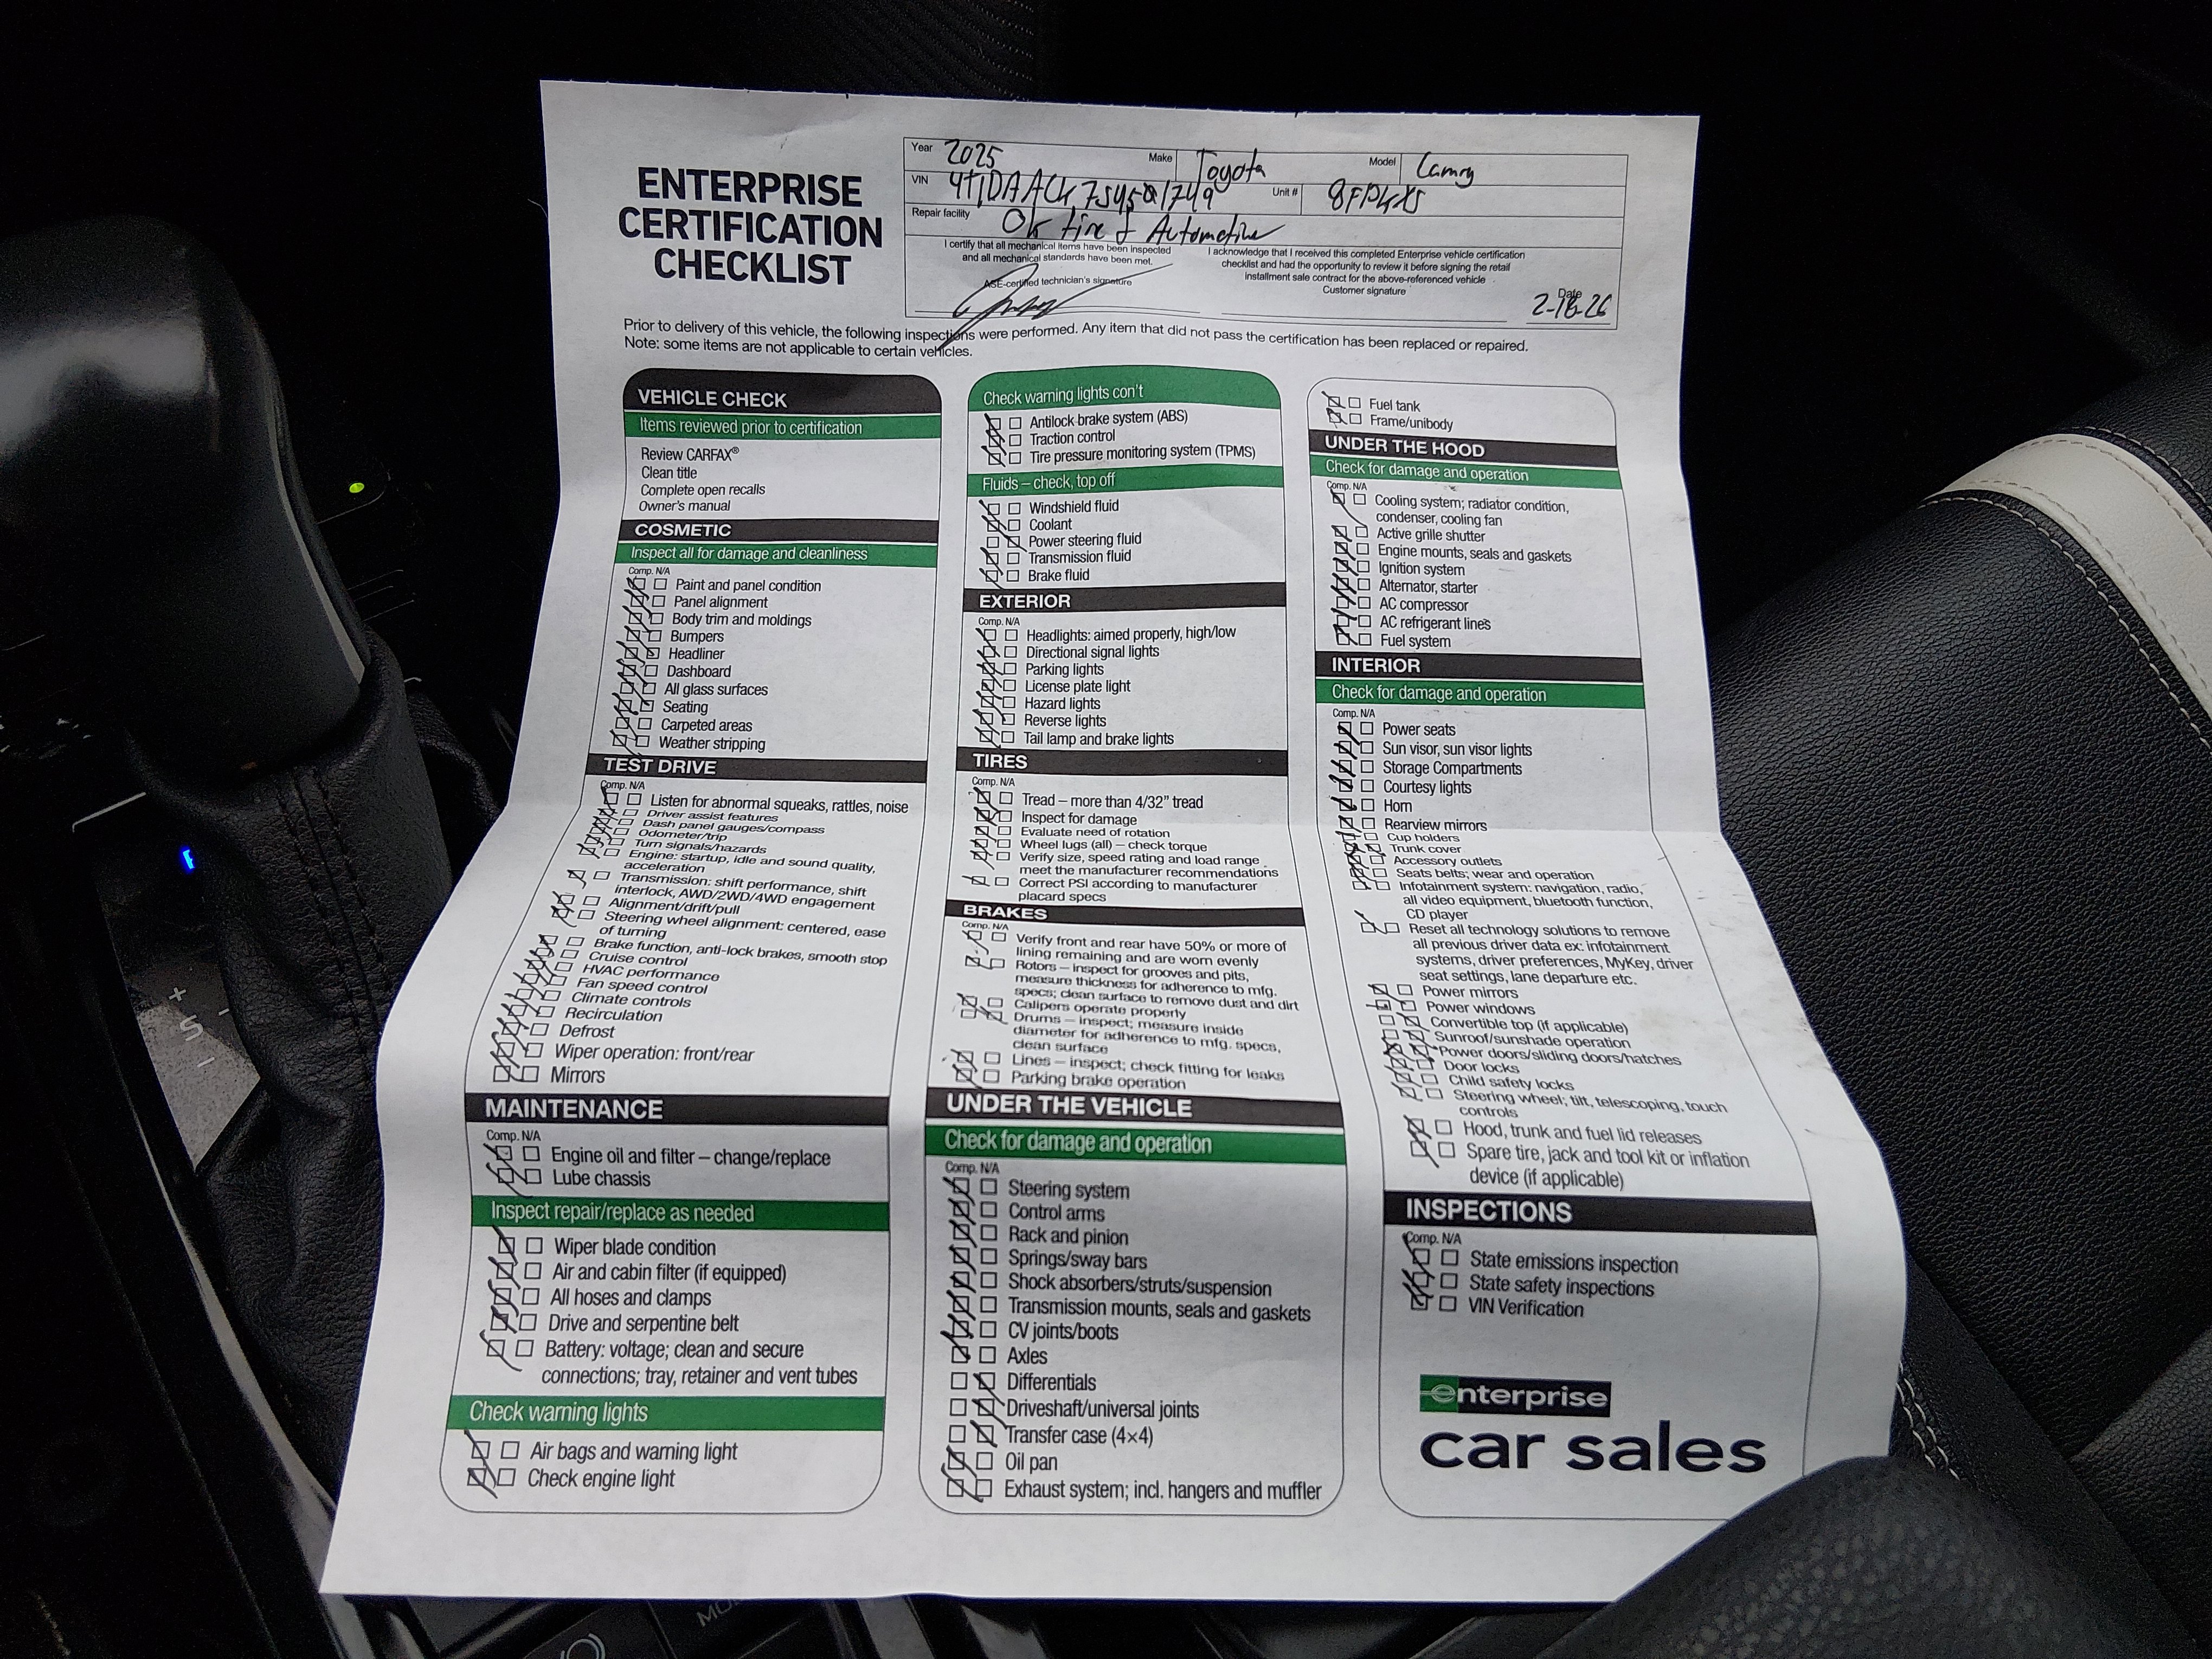 ENTERPRISE
CERTIFICATION
CHECKLIST
Year 2025 Make Toyota Model Camry
VIN Unit #
Repair facility Ok tire & Automotive
I certify that all mechanical items have been inspected
and all mechanical standards have been met.
ASE-certified technician's signature
I acknowledge that I received this completed Enterprise vehicle certification
checklist and had the opportunity to review it before signing the retail
installment sale contract for the above-referenced vehicle
Customer signature
Date
2-18-26
Prior to delivery of this vehicle, the following inspections were performed. Any item that did not pass the certification has been replaced or repaired.
Note: some items are not applicable to certain vehicles.
VEHICLE CHECK
Items reviewed prior to certification
Review CARFAX®
Clean title
Complete open recalls
Owner's manual
COSMETIC
Inspect all for damage and cleanliness
Comp. N/A
Paint and panel condition
Panel alignment
Body trim and moldings
Bumpers
Headliner
Dashboard
All glass surfaces
Seating
Carpeted areas
Weather stripping
TEST DRIVE
Comp. N/A
Listen for abnormal squeaks, rattles, noise
Driver assist features
Dash panel gauges/compass
Odometer/trip
Turn signals/hazards
Engine: startup, idle and sound quality,
acceleration
Transmission: shift performance, shift
interlock, AWD/2WD/4WD engagement
Alignment/drift/pull
Steering wheel alignment: centered, ease
of turning
Brake function, anti-lock brakes, smooth stop
Cruise control
HVAC performance
Fan speed control
Climate controls
Recirculation
Defrost
Wiper operation: front/rear
Mirrors
MAINTENANCE
Comp. N/A
Engine oil and filter – change/replace
Lube chassis
Inspect repair/replace as needed
Wiper blade condition
Air and cabin filter (if equipped)
All hoses and clamps
Drive and serpentine belt
Battery: voltage; clean and secure
connections; tray, retainer and vent tubes
Check warning lights
Air bags and warning light
Check engine light
Check warning lights con't
Antilock brake system (ABS)
Traction control
Tire pressure monitoring system (TPMS)
Fluids – check, top off
Windshield fluid
Coolant
Power steering fluid
Transmission fluid
Brake fluid
EXTERIOR
Comp. N/A
Headlights: aimed properly, high/low
Directional signal lights
Parking lights
License plate light
Hazard lights
Reverse lights
Tail lamp and brake lights
TIRES
Comp. N/A
Tread – more than 4/32" tread
Inspect for damage
Evaluate need of rotation
Wheel lugs (all) – check torque
Verify size, speed rating and load range
meet the manufacturer recommendations
Correct PSI according to manufacturer
placard specs
BRAKES
Comp. N/A
Verify front and rear have 50% or more of
lining remaining and are worn evenly
Rotors – inspect for grooves and pits,
measure thickness for adherence to mfg.
specs; clean surface to remove dust and dirt
Calipers operate properly
Drums – inspect; measure inside
diameter for adherence to mfg. specs,
clean surface
Lines – inspect; check fitting for leaks
Parking brake operation
UNDER THE VEHICLE
Check for damage and operation
Comp. N/A
Steering system
Control arms
Rack and pinion
Springs/sway bars
Shock absorbers/struts/suspension
Transmission mounts, seals and gaskets
CV joints/boots
Axles
Differentials
Driveshaft/universal joints
Transfer case (4×4)
Oil pan
Exhaust system; incl. hangers and muffler
Fuel tank
Frame/unibody
UNDER THE HOOD
Check for damage and operation
Comp. N/A
Cooling system; radiator condition,
condenser, cooling fan
Active grille shutter
Engine mounts, seals and gaskets
Ignition system
Alternator, starter
AC compressor
AC refrigerant lines
Fuel system
INTERIOR
Check for damage and operation
Comp. N/A
Power seats
Sun visor, sun visor lights
Storage Compartments
Courtesy lights
Horn
Rearview mirrors
Cup holders
Trunk cover
Accessory outlets
Seats belts; wear and operation
Infotainment system: navigation, radio,
all video equipment, bluetooth function,
CD player
Reset all technology solutions to remove
all previous driver data ex: infotainment
systems, driver preferences, MyKey, driver
seat settings, lane departure etc.
Power mirrors
Power windows
Convertible top (if applicable)
Sunroof/sunshade operation
Power doors/sliding doors/hatches
Door locks
Child safety locks
Steering wheel; tilt, telescoping, touch
controls
Hood, trunk and fuel lid releases
Spare tire, jack and tool kit or inflation
device (if applicable)
INSPECTIONS
Comp. N/A
State emissions inspection
State safety inspections
VIN Verification
enterprise
car sales
+
S
–